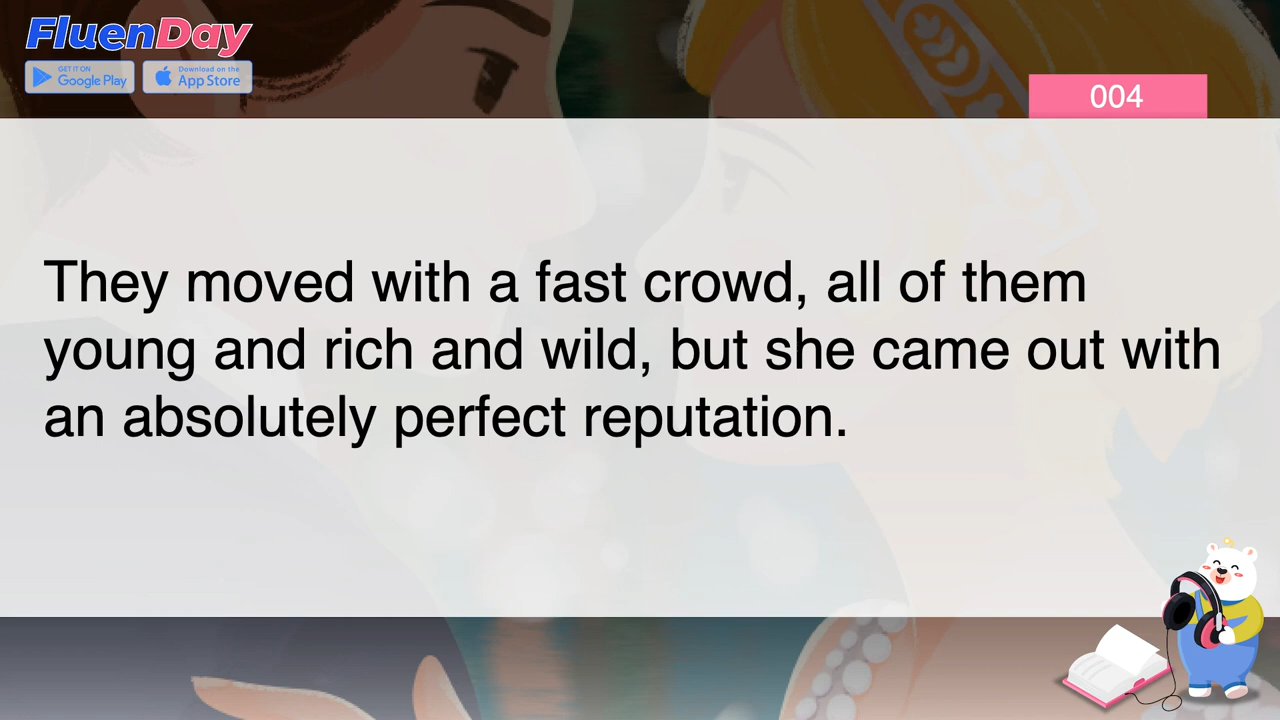 FluenDay
GET IT ON
Google Play
Download on the
App Store
004
They moved with a fast crowd, all of them
young and rich and wild, but she came out with
an absolutely perfect reputation.